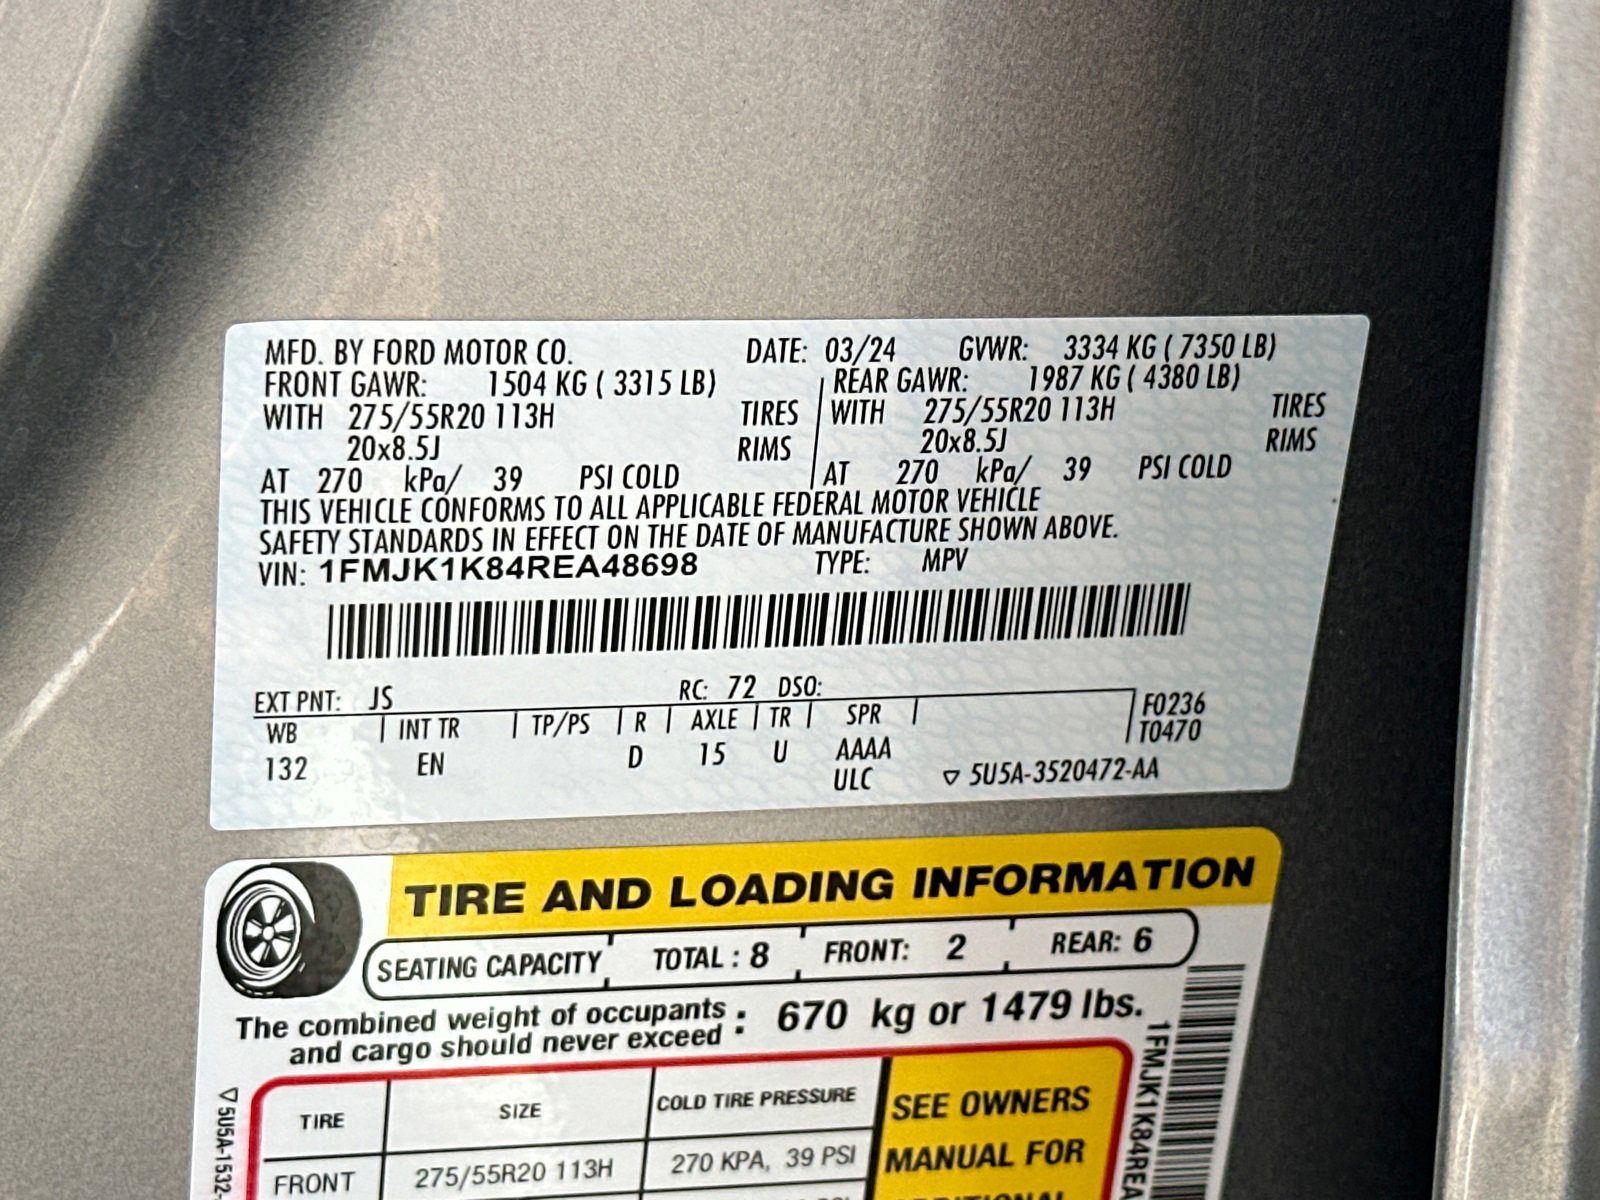 MFD. BY FORD MOTOR CO. DATE: 03/24 GVWR: 3334 KG ( 7350 LB)
FRONT GAWR: 1504 KG ( 3315 LB) REAR GAWR: 1987 KG ( 4380 LB)
WITH 275/55R20 113H TIRES WITH 275/55R20 113H TIRES
20x8.5J RIMS 20x8.5J RIMS
AT 270 kPa/ 39 PSI COLD AT 270 kPa/ 39 PSI COLD
THIS VEHICLE CONFORMS TO ALL APPLICABLE FEDERAL MOTOR VEHICLE
SAFETY STANDARDS IN EFFECT ON THE DATE OF MANUFACTURE SHOWN ABOVE.
VIN: 1FMJK1K84REA48698 TYPE: MPV
EXT PNT: JS RC: 72 DSO:
WB INT TR TP/PS R AXLE TR SPR F0236
132 EN D 15 U AAAA T0470
ULC ▽ 5U5A-3520472-AA
TIRE AND LOADING INFORMATION
SEATING CAPACITY TOTAL : 8 FRONT: 2 REAR: 6
The combined weight of occupants
and cargo should never exceed : 670 kg or 1479 lbs.
TIRE SIZE COLD TIRE PRESSURE SEE OWNERS
FRONT 275/55R20 113H 270 KPA, 39 PSI MANUAL FOR
ADDITIONAL
▽ 5U5A-1532-
1FMJK1K84REA